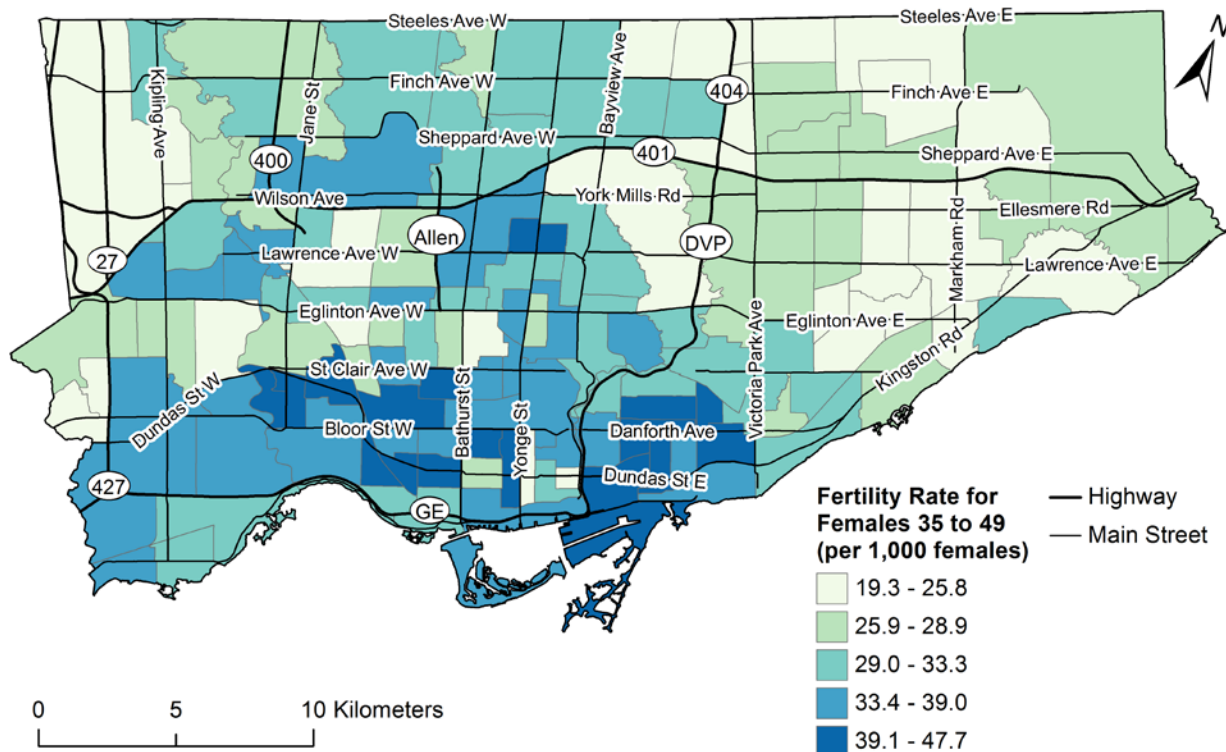 Steeles Ave W
Steeles Ave E
N
Kipling Ave
Finch Ave W
Jane St
Bayview Ave
404
Finch Ave E
400
Sheppard Ave W
401
Sheppard Ave E
Wilson Ave
York Mills Rd
Markham Rd
Ellesmere Rd
27
Lawrence Ave W
Allen
DVP
Lawrence Ave E
Eglinton Ave W
Victoria Park Ave
Eglinton Ave E
St Clair Ave W
Bathurst St
Yonge St
Kingston Rd
Dundas St W
Bloor St W
Danforth Ave
427
GE
Dundas St E
Fertility Rate for
Females 35 to 49
(per 1,000 females)
19.3 - 25.8
25.9 - 28.9
29.0 - 33.3
33.4 - 39.0
39.1 - 47.7
Highway
Main Street
0 5 10 Kilometers